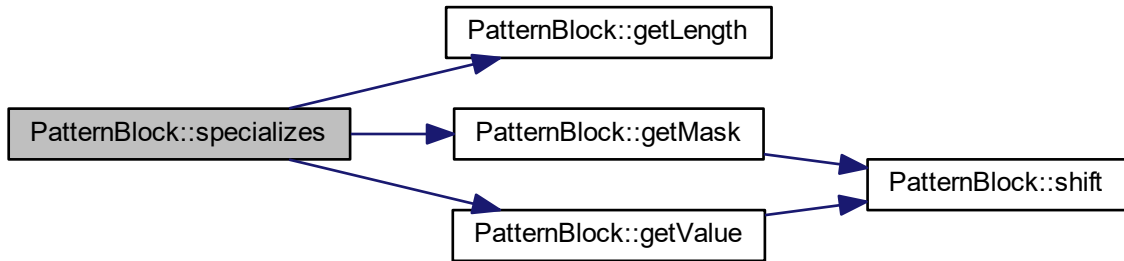 PatternBlock::getLength
PatternBlock::specializes
PatternBlock::getMask
PatternBlock::shift
PatternBlock::getValue